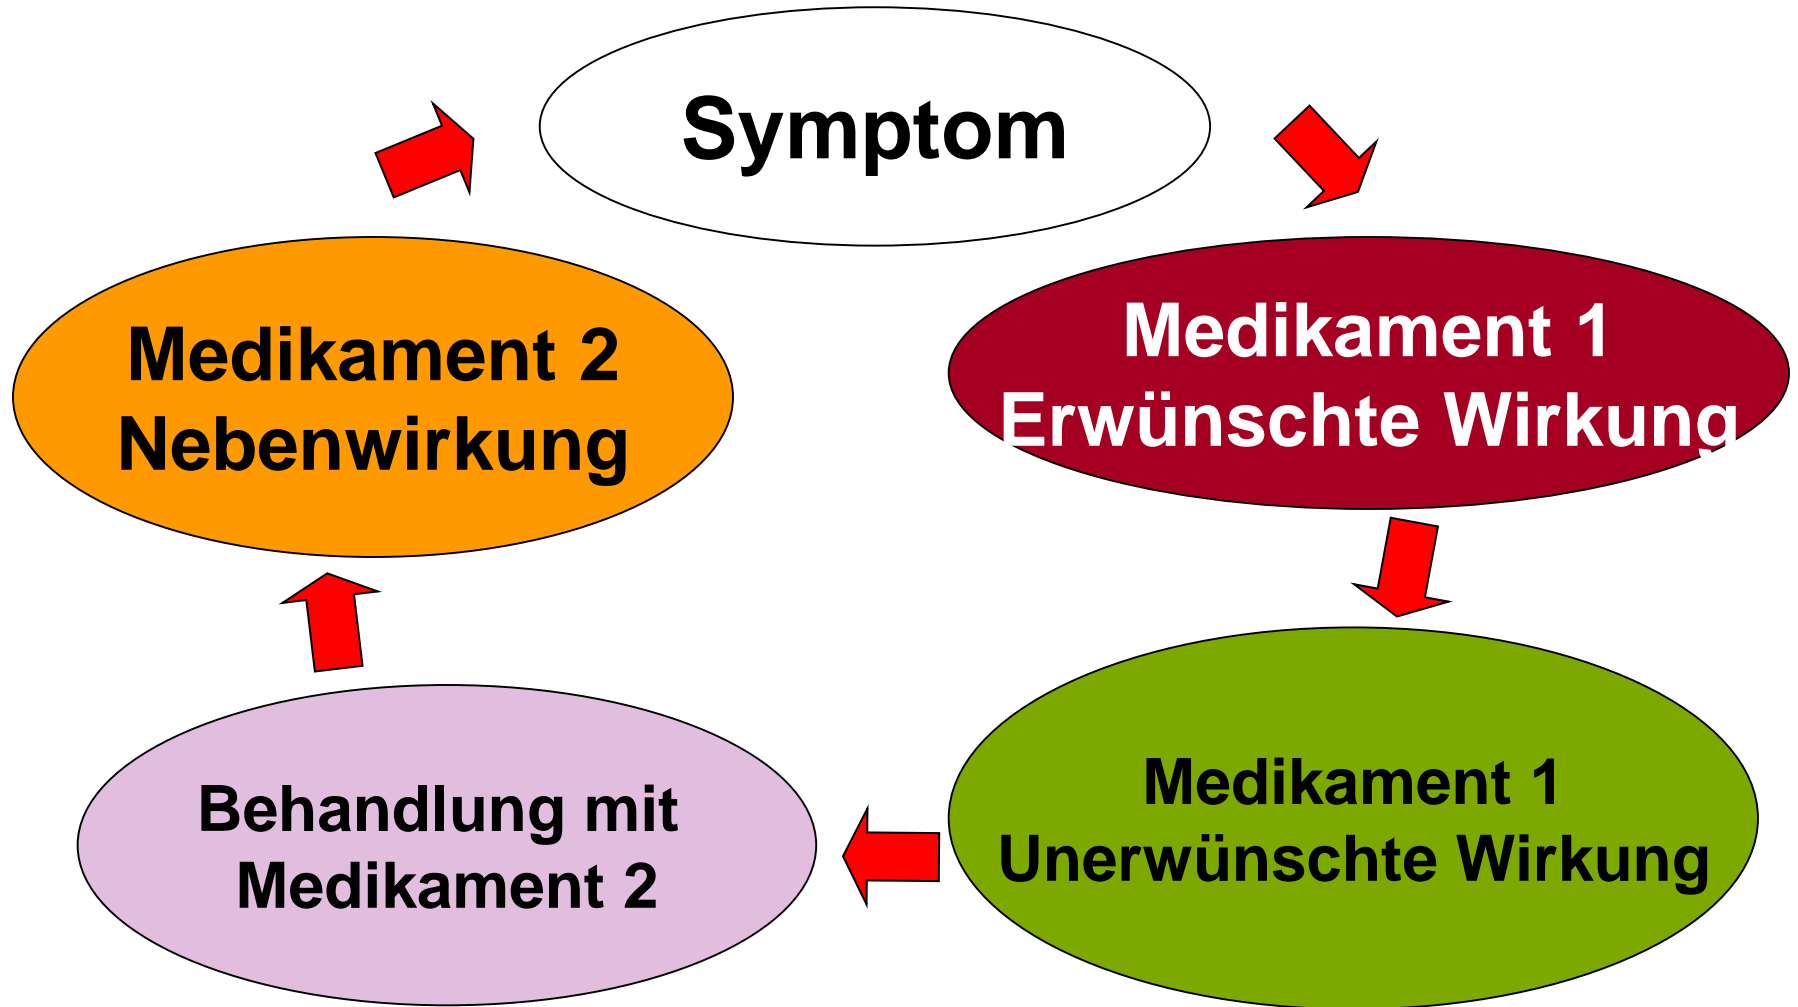 Symptom
Medikament 1
Erwünschte Wirkung
Medikament 1
Unerwünschte Wirkung
Behandlung mit
Medikament 2
Medikament 2
Nebenwirkung